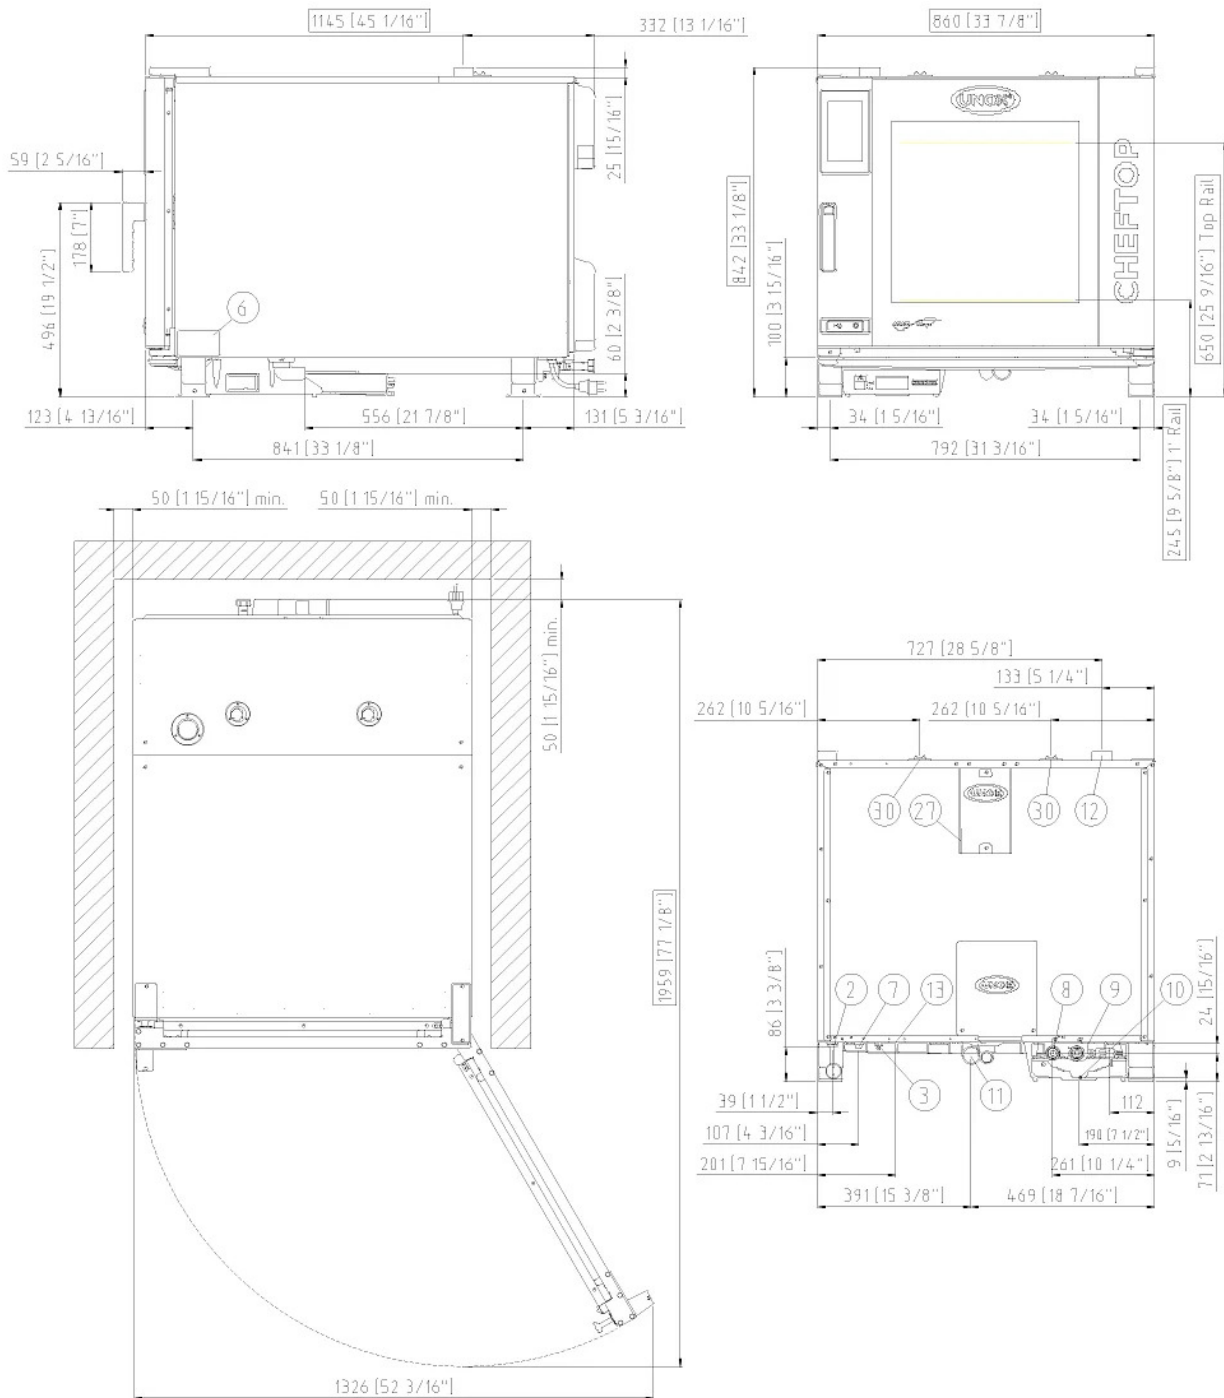 1145 [45 1/16"]
332 [13 1/16"]
25 [15/16"]
59 [2 5/16"]
178 [7"]
496 [19 1/2"]
6
60 [2 3/8"]
123 [4 13/16"]
556 [21 7/8"]
131 [5 3/16"]
841 [33 1/8"]
860 [33 7/8"]
UNOX
CHEFTOP
842 [33 1/8"]
100 [3 15/16"]
650 [25 9/16"] Top Rail
34 [1 5/16"]
34 [1 5/16"]
792 [31 3/16"]
245 [9 5/8"] 1' Rail
50 [1 15/16"] min.
50 [1 15/16"] min.
50 [1 15/16"] min.
1959 [77 1/8"]
1326 [52 3/16"]
727 [28 5/8"]
133 [5 1/4"]
262 [10 5/16"]
262 [10 5/16"]
30
27
30
12
UNOX
UNOX
2
7
13
8
9
10
3
11
86 [3 3/8"]
24 [15/16"]
39 [1 1/2"]
112
107 [4 3/16"]
190 [7 1/2"]
201 [7 15/16"]
261 [10 1/4"]
9 [5/16"]
71 [2 13/16"]
391 [15 3/8"]
469 [18 7/16"]